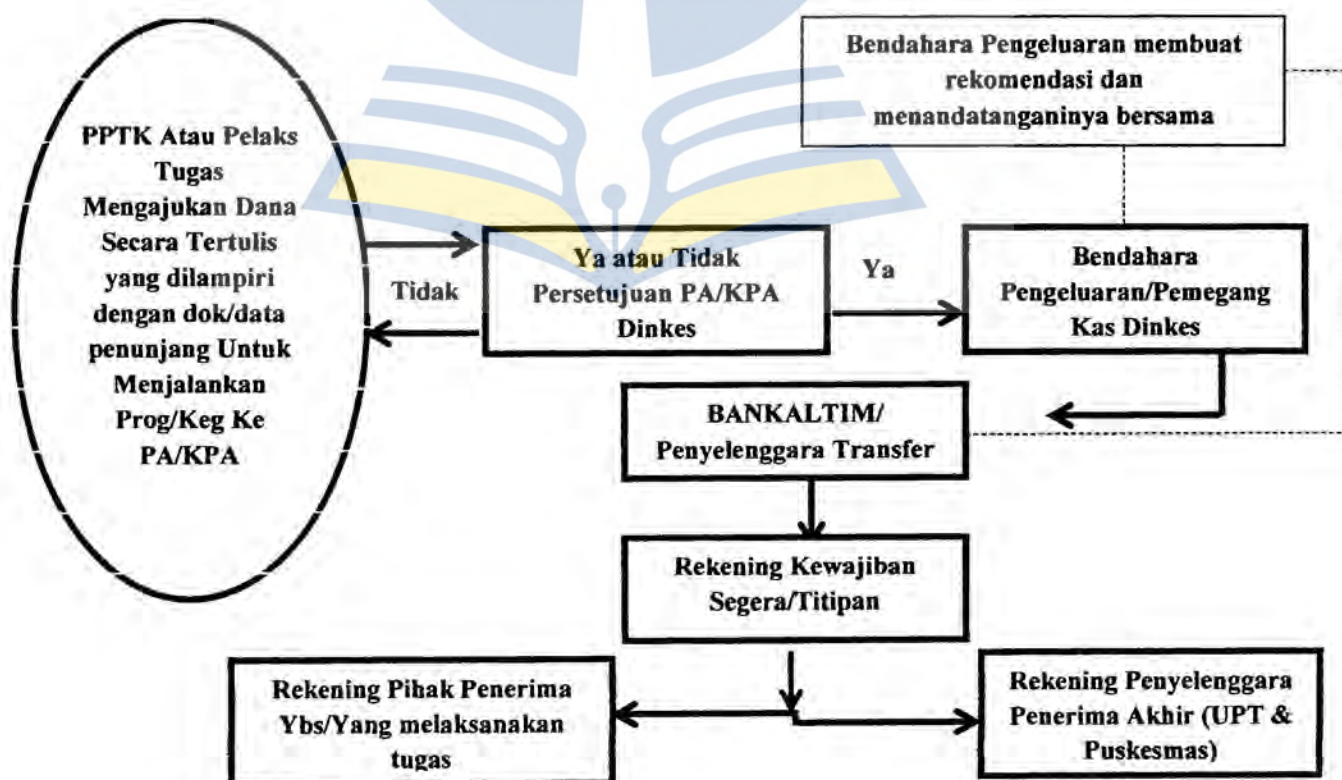 Bendahara Pengeluaran membuat
rekomendasi dan
menandatanganinya bersama
PPTK Atau Pelaks
Tugas
Mengajukan Dana
Secara Tertulis
yang dilampiri
dengan dok/data
penunjang Untuk
Menjalankan
Prog/Keg Ke
PA/KPA
Tidak
Ya atau Tidak
Persetujuan PA/KPA
Dinkes
Ya
Bendahara
Pengeluaran/Pemegang
Kas Dinkes
BANKALTIM/
Penyelenggara Transfer
Rekening Kewajiban
Segera/Titipan
Rekening Pihak Penerima
Ybs/Yang melaksanakan
tugas
Rekening Penyelenggara
Penerima Akhir (UPT &
Puskesmas)